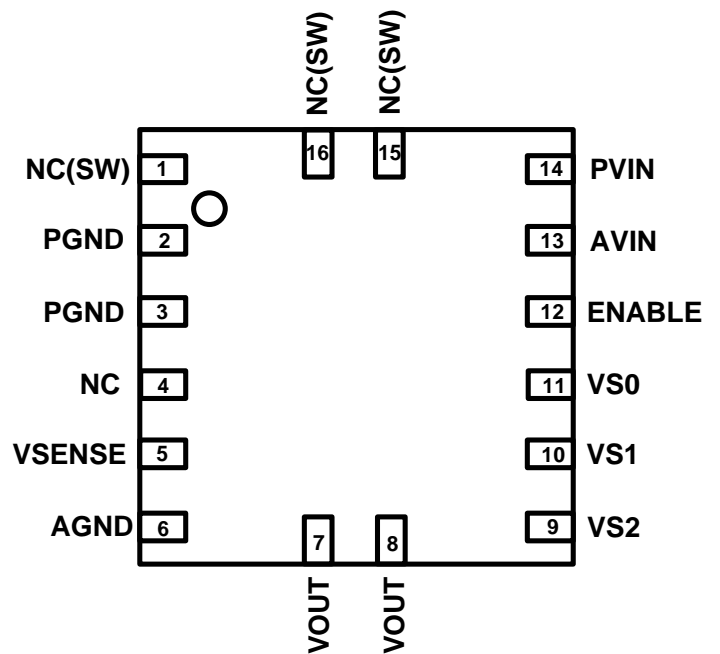 NC(SW) NC(SW)
16 15
NC(SW) 1 14 PVIN
PGND 2 13 AVIN
PGND 3 12 ENABLE
NC 4 11 VS0
VSENSE 5 10 VS1
AGND 6 9 VS2
7 8
VOUT VOUT